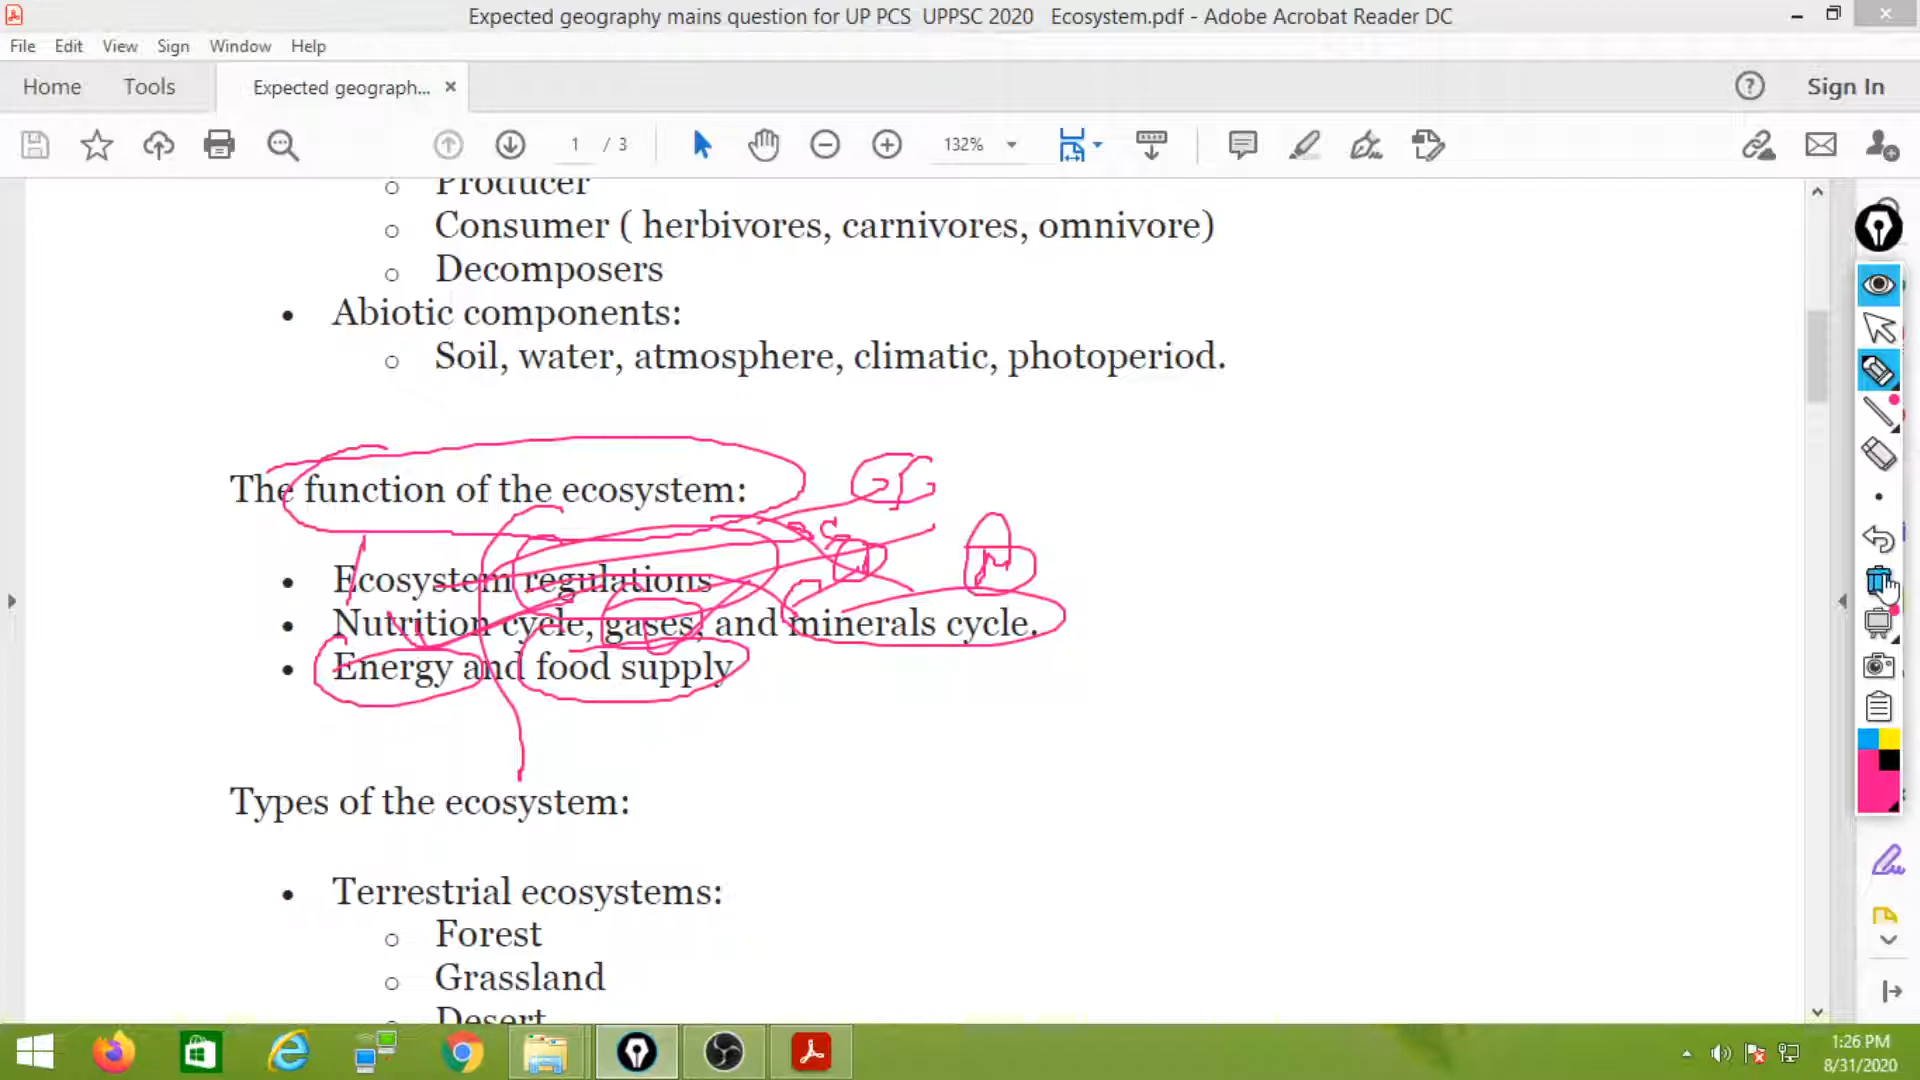 Expected geography mains question for UP PCS UPPSC 2020 Ecosystem.pdf - Adobe Acrobat Reader DC
File Edit View Sign Window Help
Home Tools Expected geograph... × Sign In
1 / 3 132%
Producer
Consumer ( herbivores, carnivores, omnivore)
Decomposers
Abiotic components:
Soil, water, atmosphere, climatic, photoperiod.
The function of the ecosystem:
Ecosystem regulations
Nutrition cycle, gases, and minerals cycle.
Energy and food supply
Types of the ecosystem:
Terrestrial ecosystems:
Forest
Grassland
Desert
1:26 PM
8/31/2020